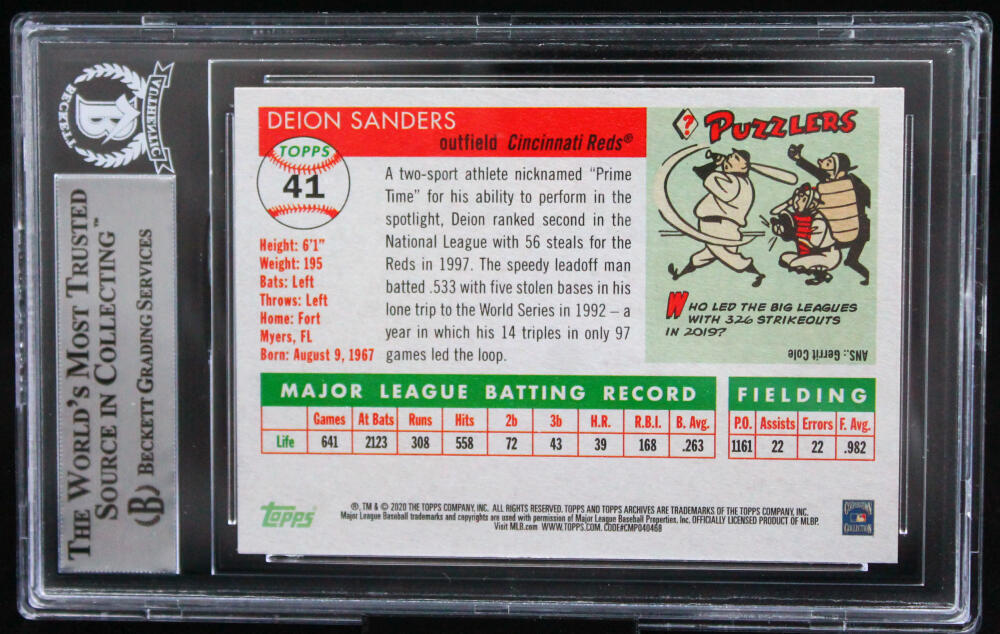 BECKETT
B
AUTHENTIC
THE WORLD'S MOST TRUSTED
SOURCE IN COLLECTING™
(B) BECKETT GRADING SERVICES
DEION SANDERS
outfield Cincinnati Reds®
TOPPS
41
Height: 6'1"
Weight: 195
Bats: Left
Throws: Left
Home: Fort
Myers, FL
Born: August 9, 1967
A two-sport athlete nicknamed “Prime
Time” for his ability to perform in the
spotlight, Deion ranked second in the
National League with 56 steals for the
Reds in 1997. The speedy leadoff man
batted .533 with five stolen bases in his
lone trip to the World Series in 1992 – a
year in which his 14 triples in only 97
games led the loop.
? PUZZLERS
WHO LED THE BIG LEAGUES
WITH 326 STRIKEOUTS
IN 2019?
ANS.: Gerrit Cole
MAJOR LEAGUE BATTING RECORD
Games At Bats Runs Hits 2b 3b H.R. R.B.I. B. Avg.
Life 641 2123 308 558 72 43 39 168 .263
FIELDING
P.O. Assists Errors F. Avg.
1161 22 22 .982
topps
®, TM & © 2020 THE TOPPS COMPANY, INC. ALL RIGHTS RESERVED. TOPPS AND TOPPS ARCHIVES ARE TRADEMARKS OF THE TOPPS COMPANY, INC.
Major League Baseball trademarks and copyrights are used with permission of Major League Baseball Properties, Inc. OFFICIALLY LICENSED PRODUCT OF MLBP.
Visit MLB.com WWW.TOPPS.COM. CODE#CMP040468
COOPERSTOWN
COLLECTION